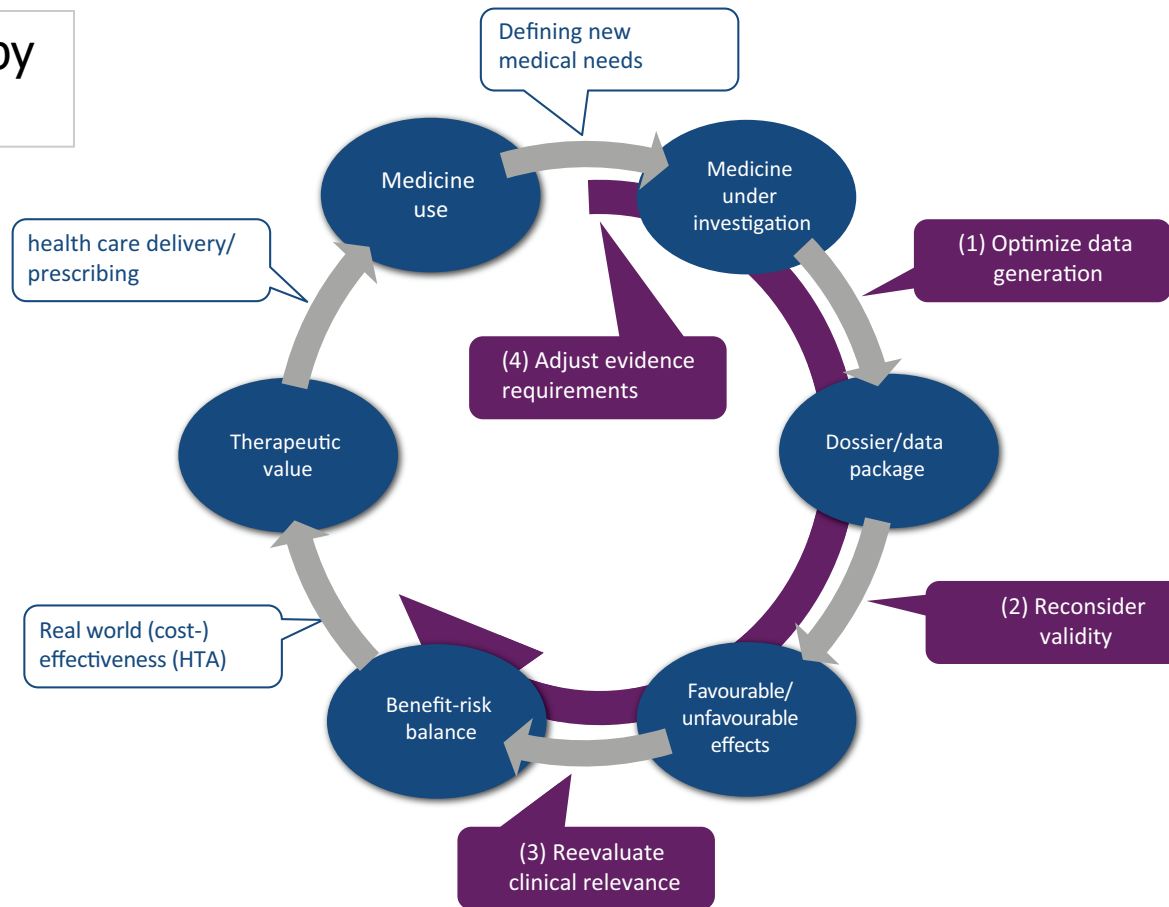 by
Defining new
medical needs
Medicine
use
Medicine
under
investigation
health care delivery/
prescribing
(1) Optimize data
generation
(4) Adjust evidence
requirements
Therapeutic
value
Dossier/data
package
Real world (cost-)
effectiveness (HTA)
(2) Reconsider
validity
Benefit-risk
balance
Favourable/
unfavourable
effects
(3) Reevaluate
clinical relevance